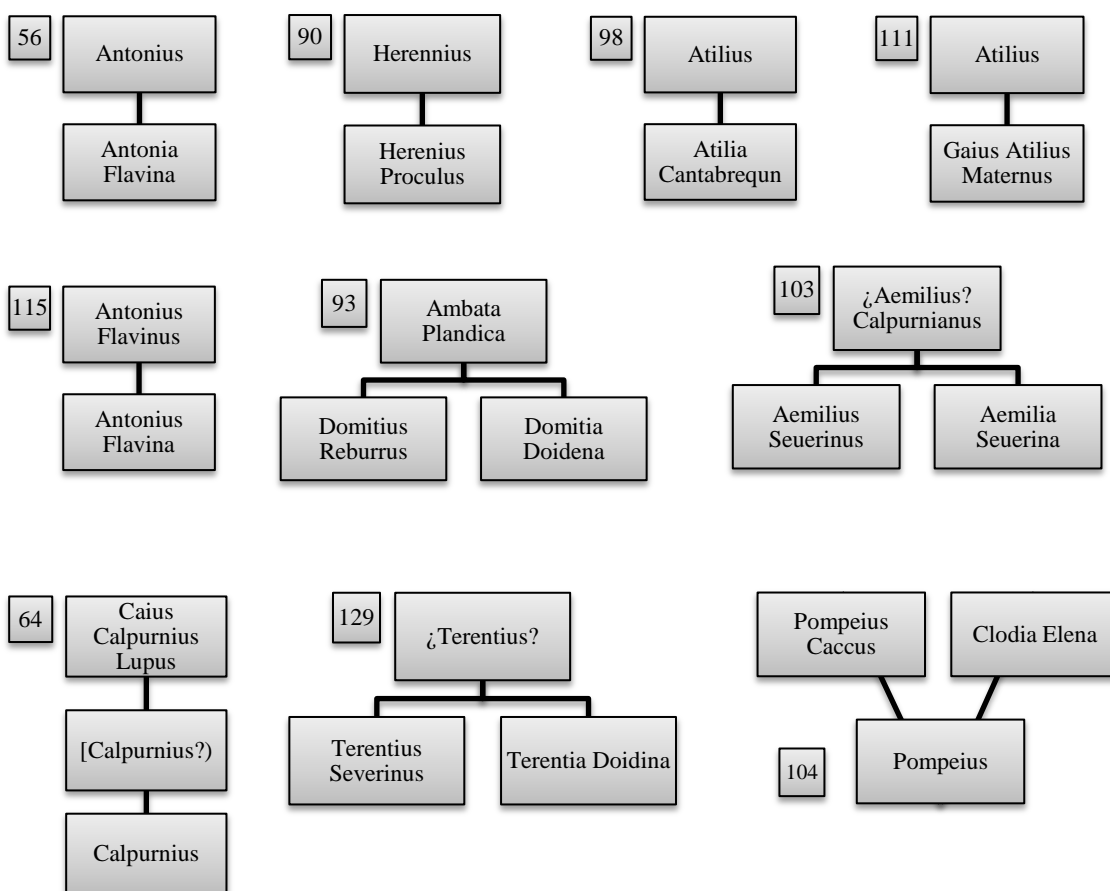 56
Antonius
Antonia
Flavina
90
Herennius
Herenius
Proculus
98
Atilius
Atilia
Cantabrequn
111
Atilius
Gaius Atilius
Maternus
115
Antonius
Flavinus
Antonius
Flavina
93
Ambata
Plandica
Domitius
Reburrus
Domitia
Doidena
103
¿Aemilius?
Calpurnianus
Aemilius
Seuerinus
Aemilia
Seuerina
64
Caius
Calpurnius
Lupus
[Calpurnius?)
Calpurnius
129
¿Terentius?
Terentius
Severinus
Terentia Doidina
Pompeius
Caccus
Clodia Elena
104
Pompeius